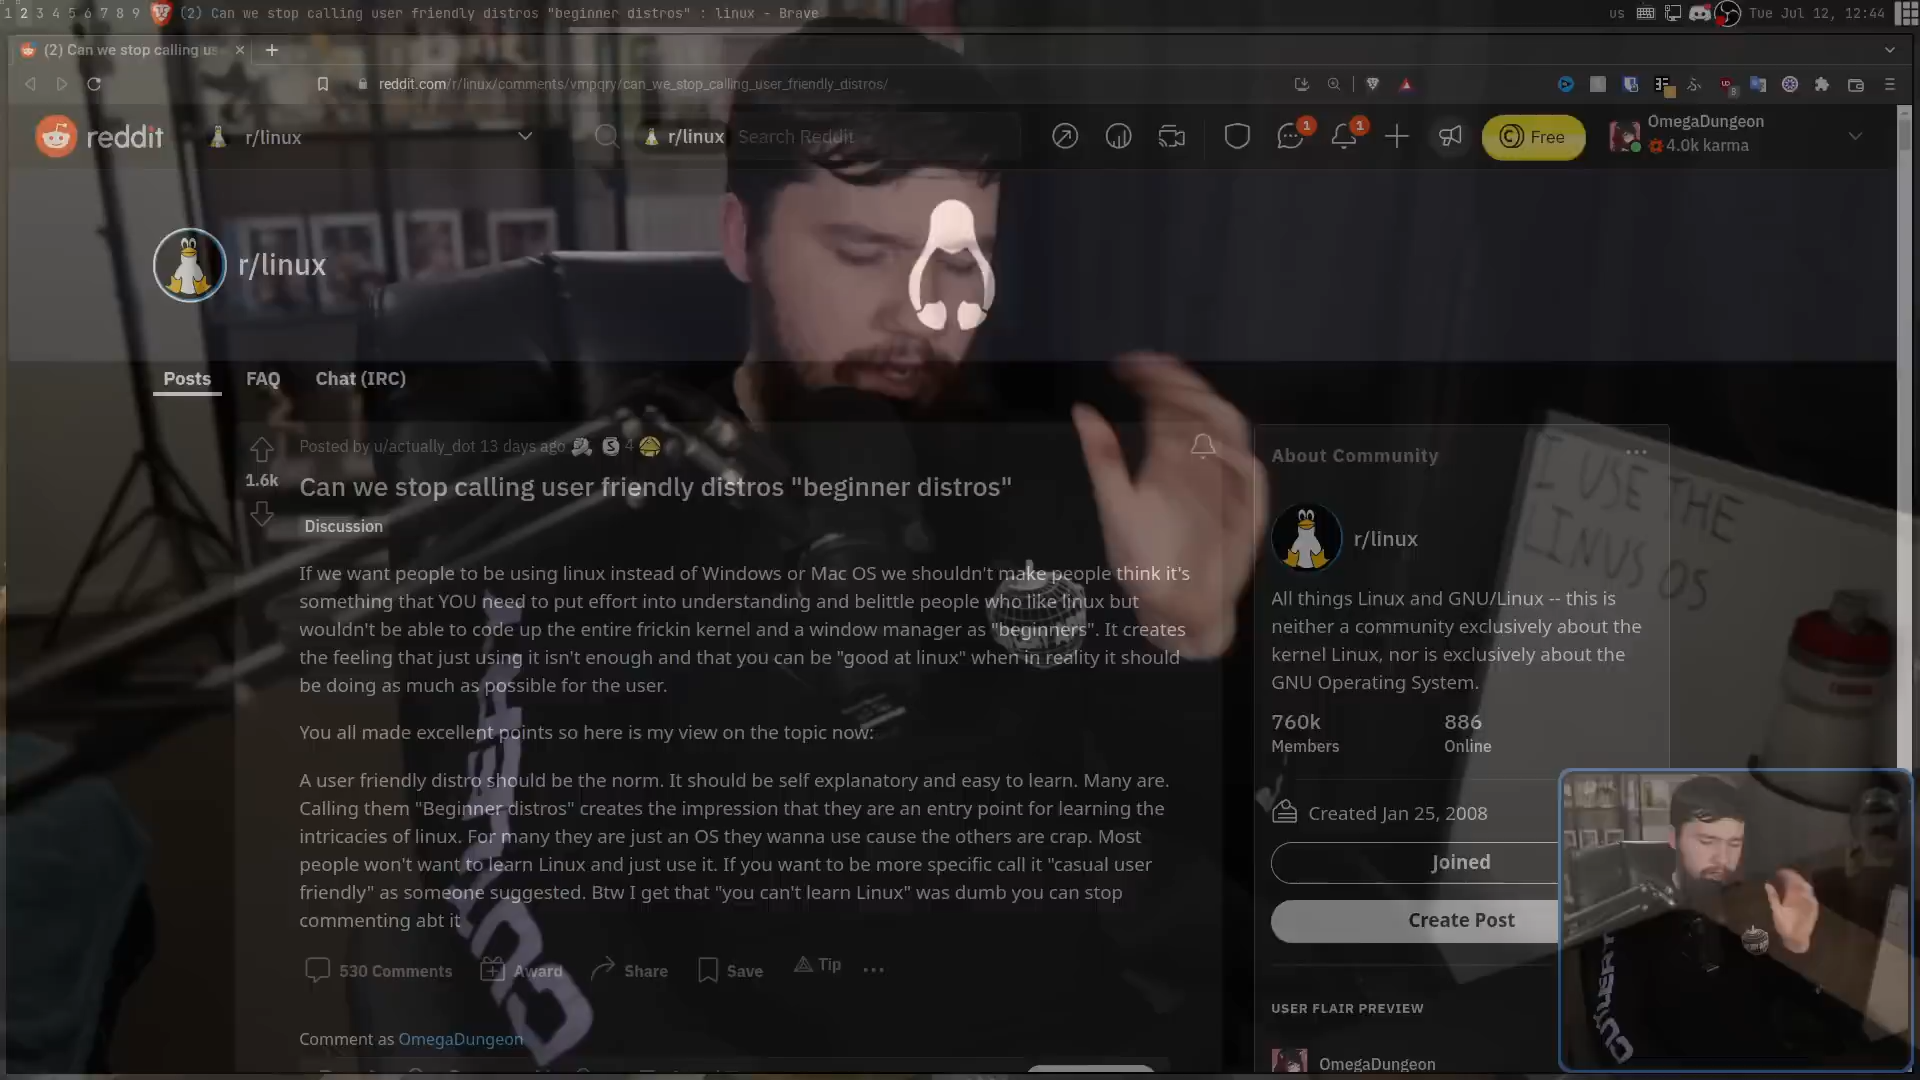 1 2 3 4 5 6 7 8 9 (2) Can we stop calling user friendly distros "beginner distros" : linux - Brave us Tue Jul 12, 12:44
(2) Can we stop calling us
reddit.com/r/linux/comments/vmpqry/can_we_stop_calling_user_friendly_distros/
reddit r/linux r/linux Search Reddit 1 1 Free OmegaDungeon
4.0k karma
r/linux
Posts FAQ Chat (IRC)
Posted by u/actually_dot 13 days ago S 4
1.6k
Can we stop calling user friendly distros "beginner distros"
Discussion
If we want people to be using linux instead of Windows or Mac OS we shouldn't make people think it's
something that YOU need to put effort into understanding and belittle people who like linux but
wouldn't be able to code up the entire frickin kernel and a window manager as "beginners". It creates
the feeling that just using it isn't enough and that you can be "good at linux" when in reality it should
be doing as much as possible for the user.
You all made excellent points so here is my view on the topic now:
A user friendly distro should be the norm. It should be self explanatory and easy to learn. Many are.
Calling them "Beginner distros" creates the impression that they are an entry point for learning the
intricacies of linux. For many they are just an OS they wanna use cause the others are crap. Most
people won't want to learn Linux and just use it. If you want to be more specific call it "casual user
friendly" as someone suggested. Btw I get that "you can't learn Linux" was dumb you can stop
commenting abt it
530 Comments Award Share Save Tip
Comment as OmegaDungeon
About Community
r/linux
All things Linux and GNU/Linux -- this is
neither a community exclusively about the
kernel Linux, nor is exclusively about the
GNU Operating System.
760k 886
Members Online
Created Jan 25, 2008
Joined
Create Post
USER FLAIR PREVIEW
OmegaDungeon
I USE THE
LINUS OS